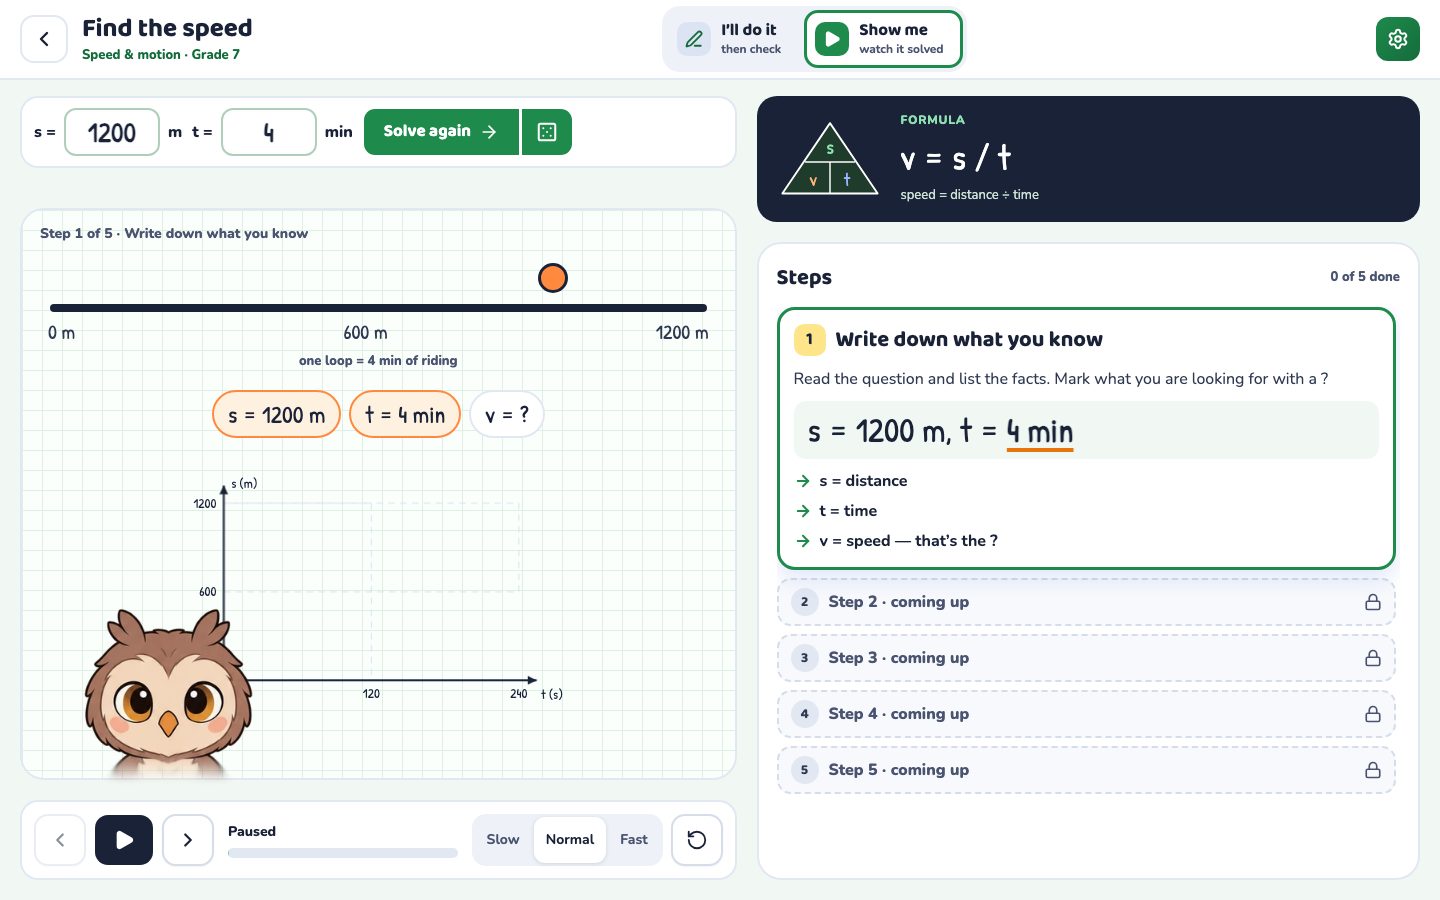 Find the speed
Speed & motion · Grade 7
I'll do it
then check
Show me
watch it solved
s = 1200 m t = 4 min
Solve again →
FORMULA
s
v t
v = s / t
speed = distance ÷ time
Step 1 of 5 · Write down what you know
0 m 600 m 1200 m
one loop = 4 min of riding
s = 1200 m t = 4 min v = ?
s (m)
1200
600
120 240 t (s)
Paused
Slow Normal Fast
Steps
0 of 5 done
1 Write down what you know
Read the question and list the facts. Mark what you are looking for with a ?
s = 1200 m, t = 4 min
→ s = distance
→ t = time
→ v = speed — that's the ?
2 Step 2 · coming up
3 Step 3 · coming up
4 Step 4 · coming up
5 Step 5 · coming up